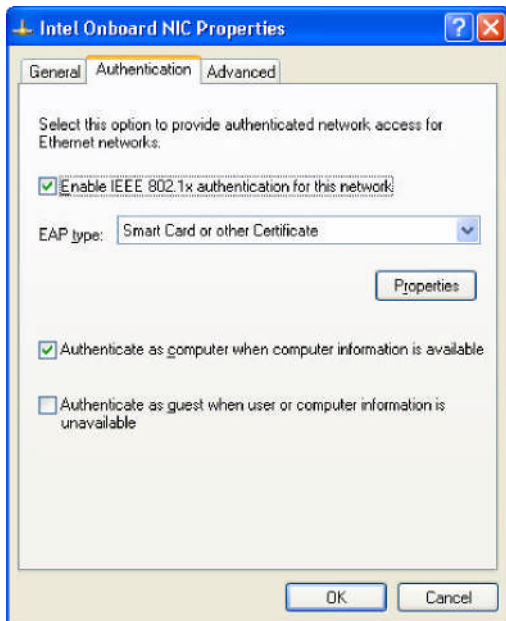 Intel Onboard NIC Properties
General Authentication Advanced
Select this option to provide authenticated network access for
Ethernet networks.
Enable IEEE 802.1x authentication for this network
EAP type: Smart Card or other Certificate
Properties
Authenticate as computer when computer information is available
Authenticate as guest when user or computer information is
unavailable
OK Cancel